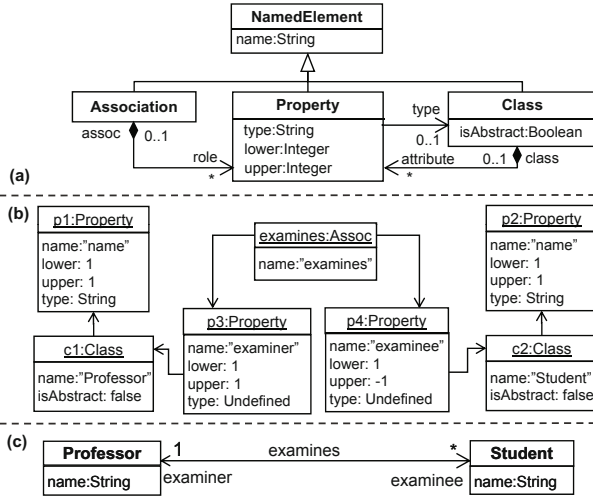 NamedElement
name:String
Association
Property
type:String
lower:Integer
upper:Integer
Class
isAbstract:Boolean
type
0..1
assoc
0..1
role
*
attribute
*
0..1
class
(a)
(b)
p1:Property
name:"name"
lower: 1
upper: 1
type: String
examines:Assoc
name:"examines"
p2:Property
name:"name"
lower: 1
upper: 1
type: String
c1:Class
name:"Professor"
isAbstract: false
p3:Property
name:"examiner"
lower: 1
upper: 1
type: Undefined
p4:Property
name:"examinee"
lower: 1
upper: -1
type: Undefined
c2:Class
name:"Student"
isAbstract: false
(c)
Professor
name:String
1
examiner
examines
*
examinee
Student
name:String